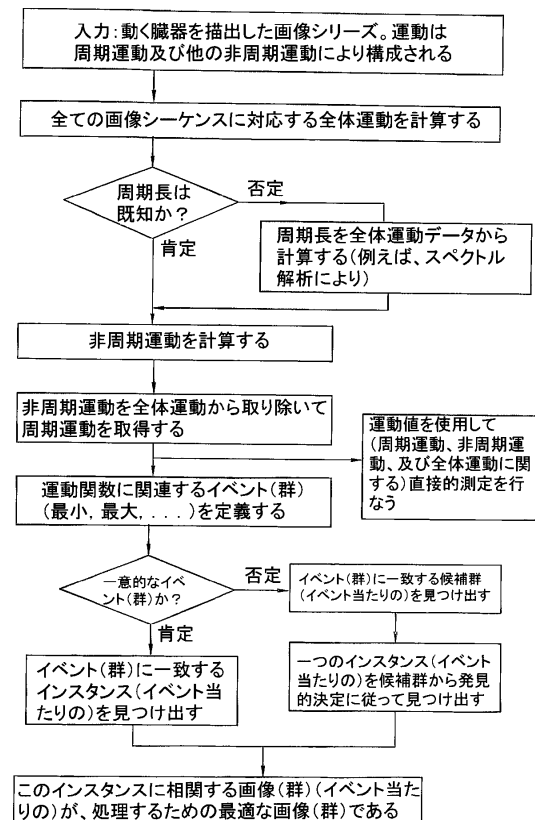 入力：動く臓器を描出した画像シリーズ。運動は
周期運動及び他の非周期運動により構成される
全ての画像シーケンスに対応する全体運動を計算する
周期長は
既知か？
否定
肯定
周期長を全体運動データから
計算する(例えば、スペクトル
解析により)
非周期運動を計算する
非周期運動を全体運動から取り除いて
周期運動を取得する
運動値を使用して
(周期運動、非周期運
動、及び全体運動に関
する)直接的測定を行
なう
運動関数に関連するイベント(群)
(最小，最大，．．．)を定義する
一意的なイベ
ント(群)か？
否定
肯定
イベント(群)に一致する候補群
(イベント当たりの)を見つけ出す
イベント(群)に一致する
インスタンス(イベント当
たりの)を見つけ出す
一つのインスタンス(イベント
当たりの)を候補群から発見
的決定に従って見つけ出す
このインスタンスに相関する画像(群)(イベント当た
りの)が、処理するための最適な画像(群)である